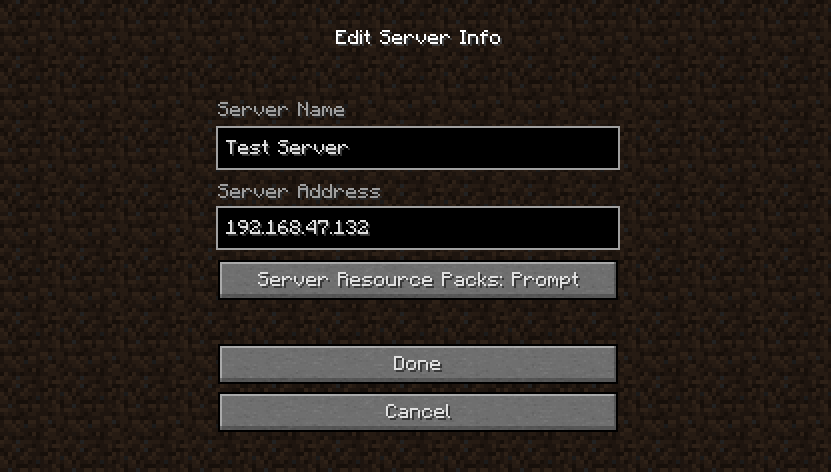 Edit Server Info
Server Name
Test Server
Server Address
192.168.47.132
Server Resource Packs: Prompt
Done
Cancel